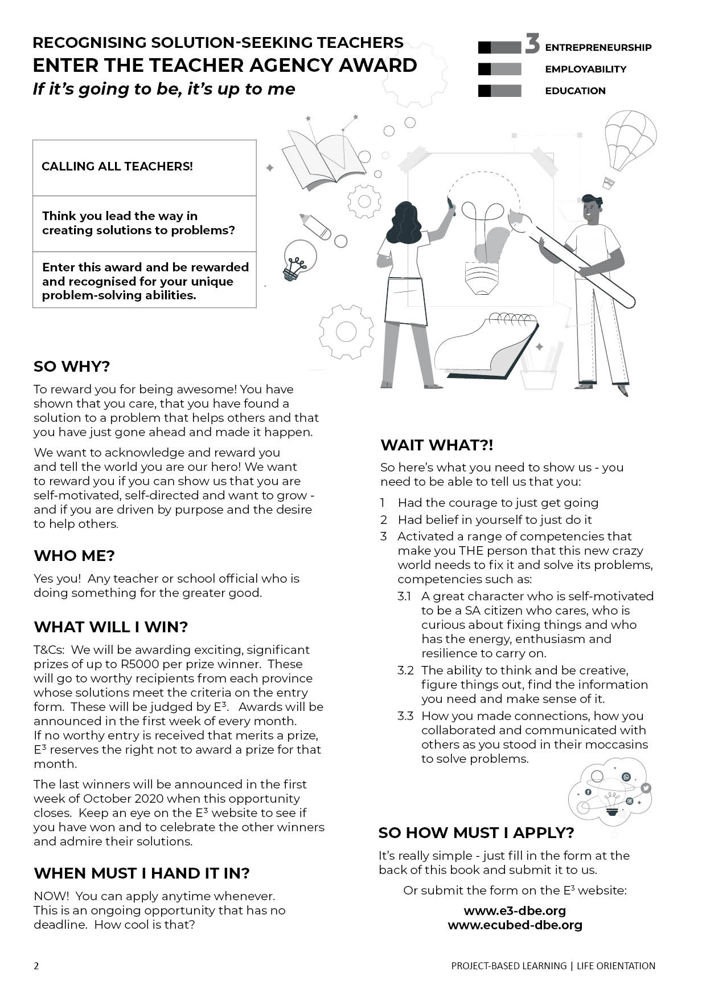 RECOGNISING SOLUTION-SEEKING TEACHERS
ENTER THE TEACHER AGENCY AWARD
If it's going to be, it's up to me
3
ENTREPRENEURSHIP
EMPLOYABILITY
EDUCATION
CALLING ALL TEACHERS!
Think you lead the way in
creating solutions to problems?
Enter this award and be rewarded
and recognised for your unique
problem-solving abilities.
SO WHY?
To reward you for being awesome! You have
shown that you care, that you have found a
solution to a problem that helps others and that
you have just gone ahead and made it happen.
We want to acknowledge and reward you
and tell the world you are our hero! We want
to reward you if you can show us that you are
self-motivated, self-directed and want to grow -
and if you are driven by purpose and the desire
to help others.
WHO ME?
Yes you!  Any teacher or school official who is
doing something for the greater good.
WHAT WILL I WIN?
T&Cs:  We will be awarding exciting, significant
prizes of up to R5000 per prize winner.  These
will go to worthy recipients from each province
whose solutions meet the criteria on the entry
form.  These will be judged by E³.   Awards will be
announced in the first week of every month.
If no worthy entry is received that merits a prize,
E³ reserves the right not to award a prize for that
month.
The last winners will be announced in the first
week of October 2020 when this opportunity
closes.  Keep an eye on the E³ website to see if
you have won and to celebrate the other winners
and admire their solutions.
WHEN MUST I HAND IT IN?
NOW!  You can apply anytime whenever.
This is an ongoing opportunity that has no
deadline.  How cool is that?
WAIT WHAT?!
So here's what you need to show us - you
need to be able to tell us that you:
1 Had the courage to just get going
2 Had belief in yourself to just do it
3 Activated a range of competencies that
make you THE person that this new crazy
world needs to fix it and solve its problems,
competencies such as:
3.1 A great character who is self-motivated
to be a SA citizen who cares, who is
curious about fixing things and who
has the energy, enthusiasm and
resilience to carry on.
3.2 The ability to think and be creative,
figure things out, find the information
you need and make sense of it.
3.3 How you made connections, how you
collaborated and communicated with
others as you stood in their moccasins
to solve problems.
SO HOW MUST I APPLY?
It's really simple - just fill in the form at the
back of this book and submit it to us.
Or submit the form on the E³ website:
www.e3-dbe.org
www.ecubed-dbe.org
2
PROJECT-BASED LEARNING | LIFE ORIENTATION